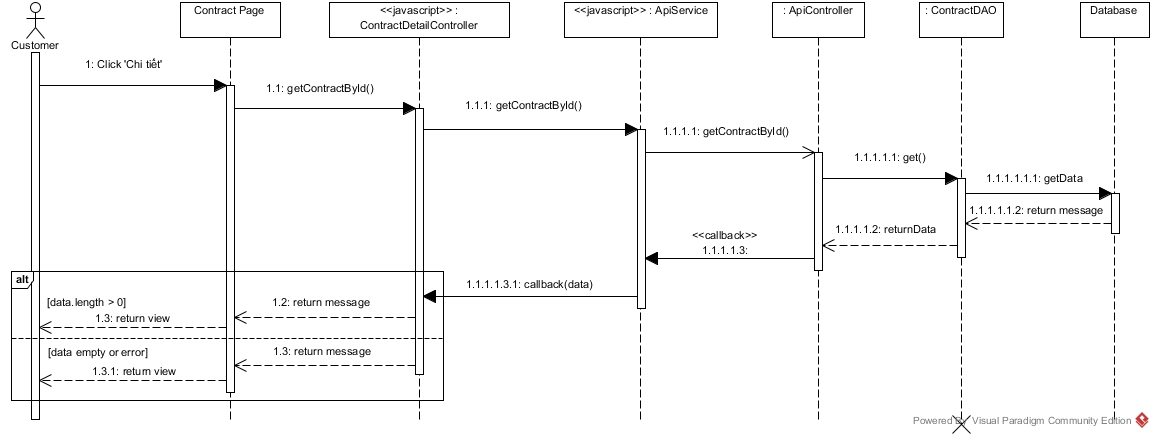 Customer
Contract Page
<<javascript>> :
ContractDetailController
<<javascript>> : ApiService
: ApiController
: ContractDAO
Database
1: Click 'Chi tiết'
1.1: getContractById()
1.1.1: getContractById()
1.1.1.1: getContractById()
1.1.1.1.1: get()
1.1.1.1.1.1: getData
1.1.1.1.1.2: return message
1.1.1.1.2: returnData
<<callback>>
1.1.1.1.3:
alt
1.1.1.1.3.1: callback(data)
[data.length > 0]
1.2: return message
1.3: return view
[data empty or error]
1.3: return message
1.3.1: return view
Powered By Visual Paradigm Community Edition